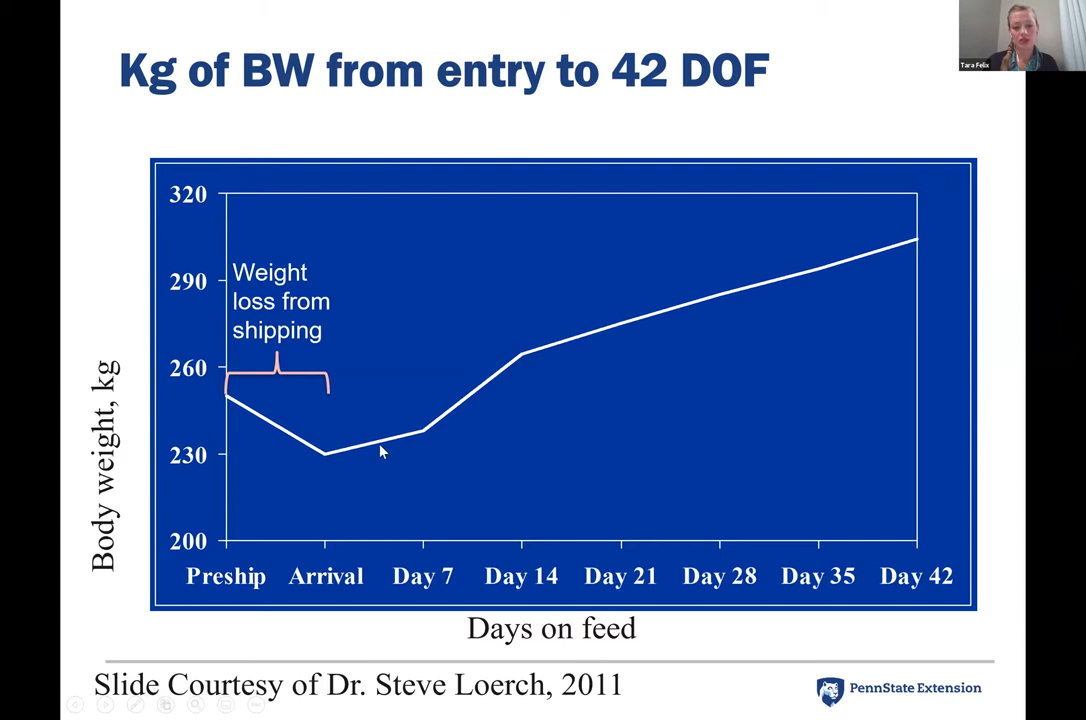 Kg of BW from entry to 42 DOF
Tara Felix
320
290
260
230
200
Weight
loss from
shipping
Body weight, kg
Preship Arrival Day 7 Day 14 Day 21 Day 28 Day 35 Day 42
Days on feed
Slide Courtesy of Dr. Steve Loerch, 2011
PennState Extension